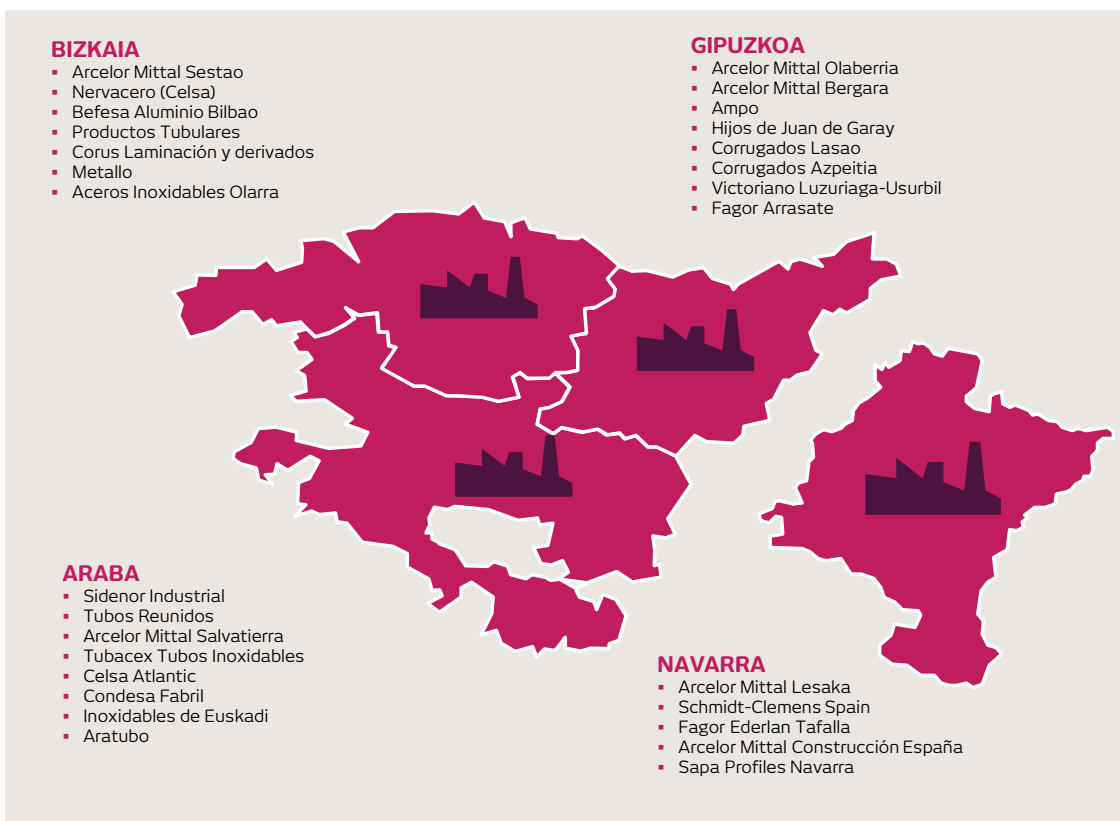 BIZKAIA
▪ Arcelor Mittal Sestao
▪ Nervacero (Celsa)
▪ Befesa Aluminio Bilbao
▪ Productos Tubulares
▪ Corus Laminación y derivados
▪ Metallo
▪ Aceros Inoxidables Olarra
GIPUZKOA
▪ Arcelor Mittal Olaberria
▪ Arcelor Mittal Bergara
▪ Ampo
▪ Hijos de Juan de Garay
▪ Corrugados Lasao
▪ Corrugados Azpeitia
▪ Victoriano Luzuriaga-Usurbil
▪ Fagor Arrasate
ARABA
▪ Sidenor Industrial
▪ Tubos Reunidos
▪ Arcelor Mittal Salvatierra
▪ Tubacex Tubos Inoxidables
▪ Celsa Atlantic
▪ Condesa Fabril
▪ Inoxidables de Euskadi
▪ Aratubo
NAVARRA
▪ Arcelor Mittal Lesaka
▪ Schmidt-Clemens Spain
▪ Fagor Ederlan Tafalla
▪ Arcelor Mittal Construcción España
▪ Sapa Profiles Navarra